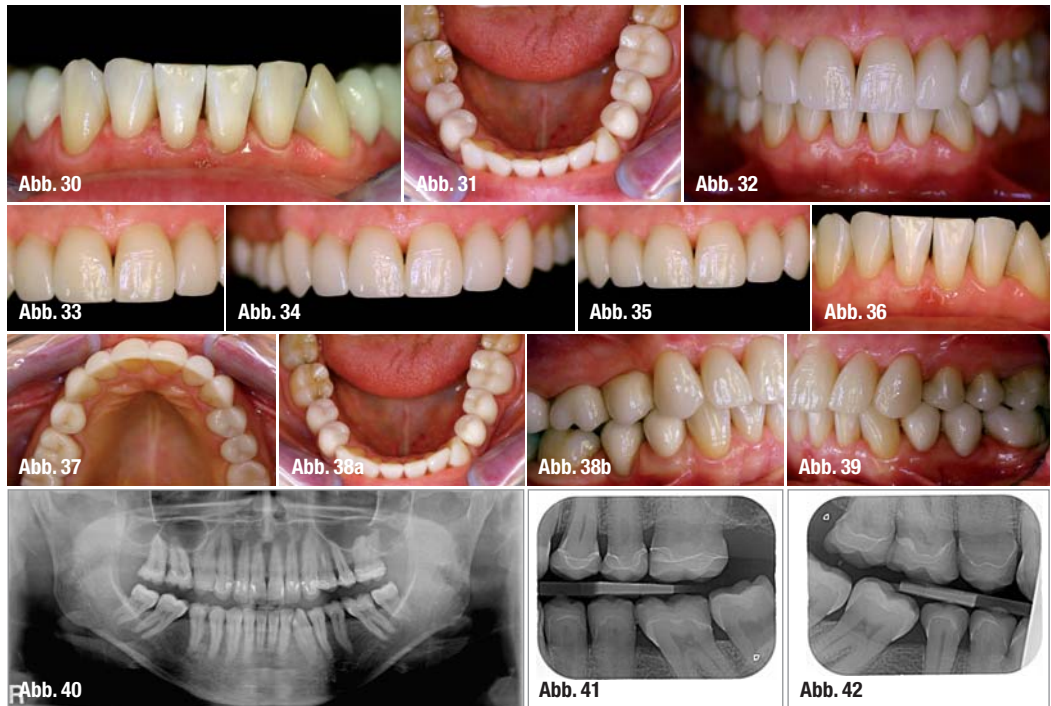 Abb. 30
Abb. 31
Abb. 32
Abb. 33
Abb. 34
Abb. 35
Abb. 36
Abb. 37
Abb. 38a
Abb. 38b
Abb. 39
R
Abb. 40
Abb. 41
Abb. 42